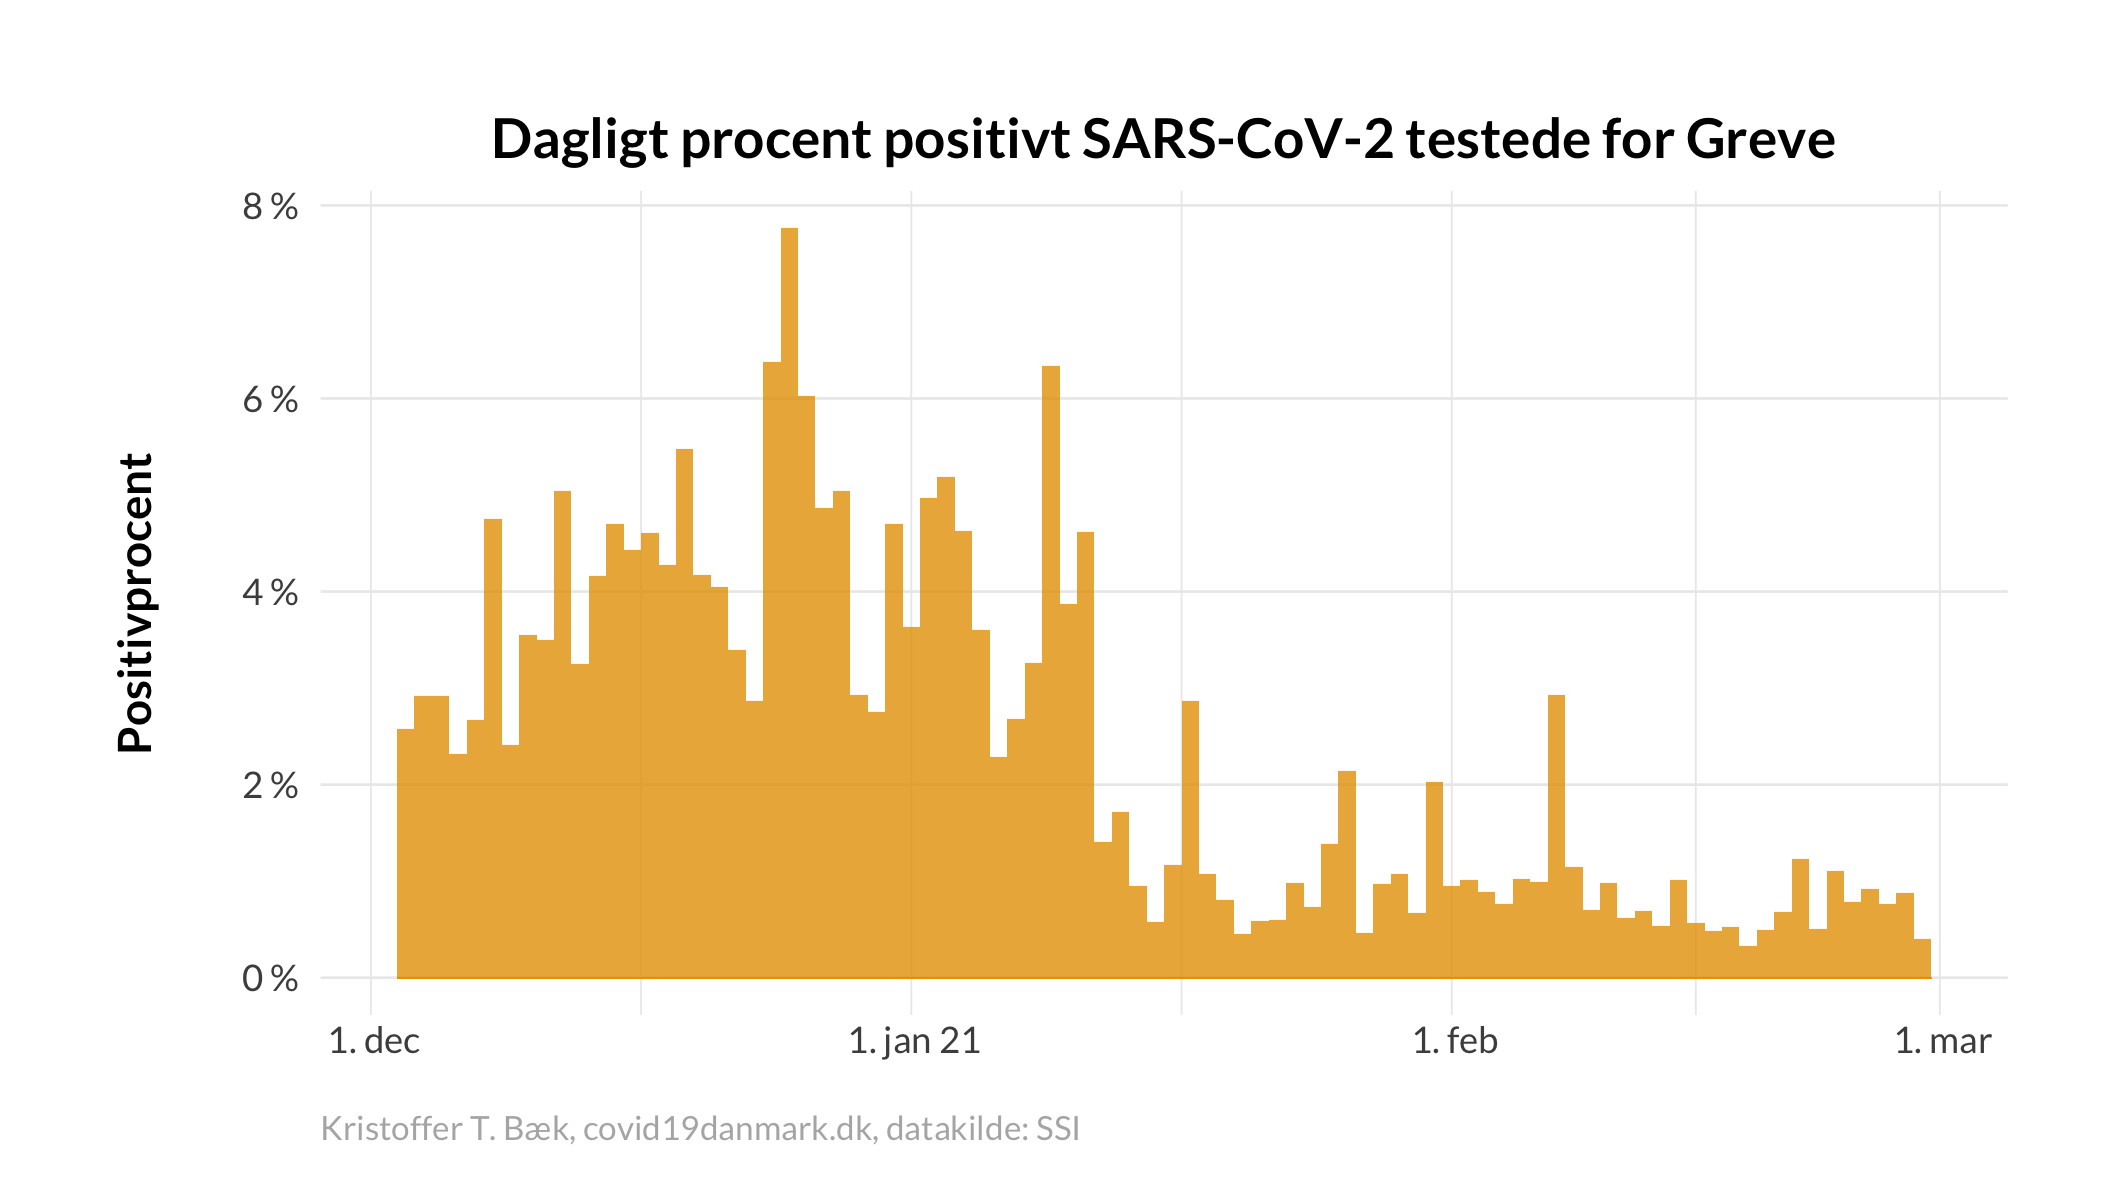 Dagligt procent positivt SARS-CoV-2 testede for Greve
Positivprocent
8 %
6 %
4 %
2 %
0 %
1. dec
1. jan 21
1. feb
1. mar
Kristoffer T. Bæk, covid19danmark.dk, datakilde: SSI